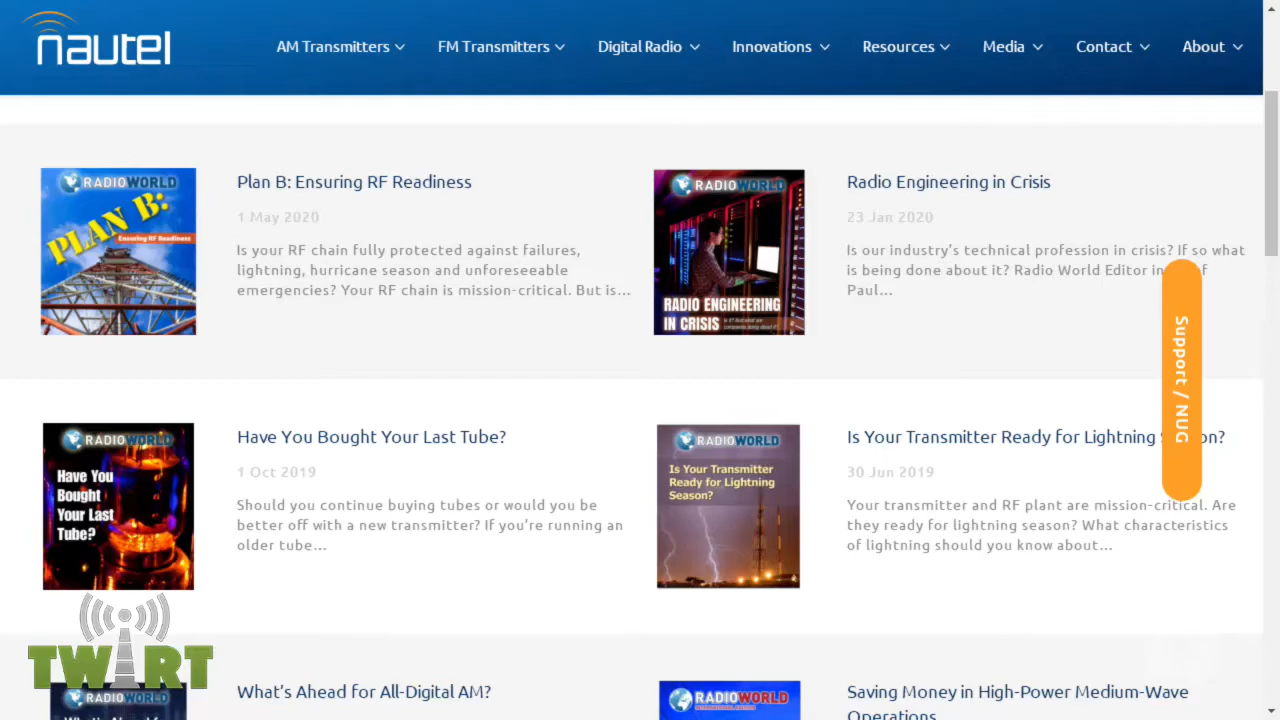 nautel
AM Transmitters
FM Transmitters
Digital Radio
Innovations
Resources
Media
Contact
About
RADIOWORLD
PLAN B:
Ensuring RF Readiness
Plan B: Ensuring RF Readiness
1 May 2020
Is your RF chain fully protected against failures,
lightning, hurricane season and unforeseeable
emergencies? Your RF chain is mission-critical. But is…
RADIOWORLD
RADIO ENGINEERING
IN CRISIS
Radio Engineering in Crisis
23 Jan 2020
Is our industry’s technical profession in crisis? If so what
is being done about it? Radio World Editor in
Paul…
Support / NUG
RADIOWORLD
Have You
Bought
Your Last
Tube?
Have You Bought Your Last Tube?
1 Oct 2019
Should you continue buying tubes or would you be
better off with a new transmitter? If you’re running an
older tube…
RADIOWORLD
Is Your Transmitter
Ready for Lightning
Season?
Is Your Transmitter Ready for Lightning
30 Jun 2019
Your transmitter and RF plant are mission-critical. Are
they ready for lightning season? What characteristics
of lightning should you know about…
TWIRT
RADIOWORLD
What’s Ahead for All-Digital AM?
RADIOWORLD
Saving Money in High-Power Medium-Wave
Operations